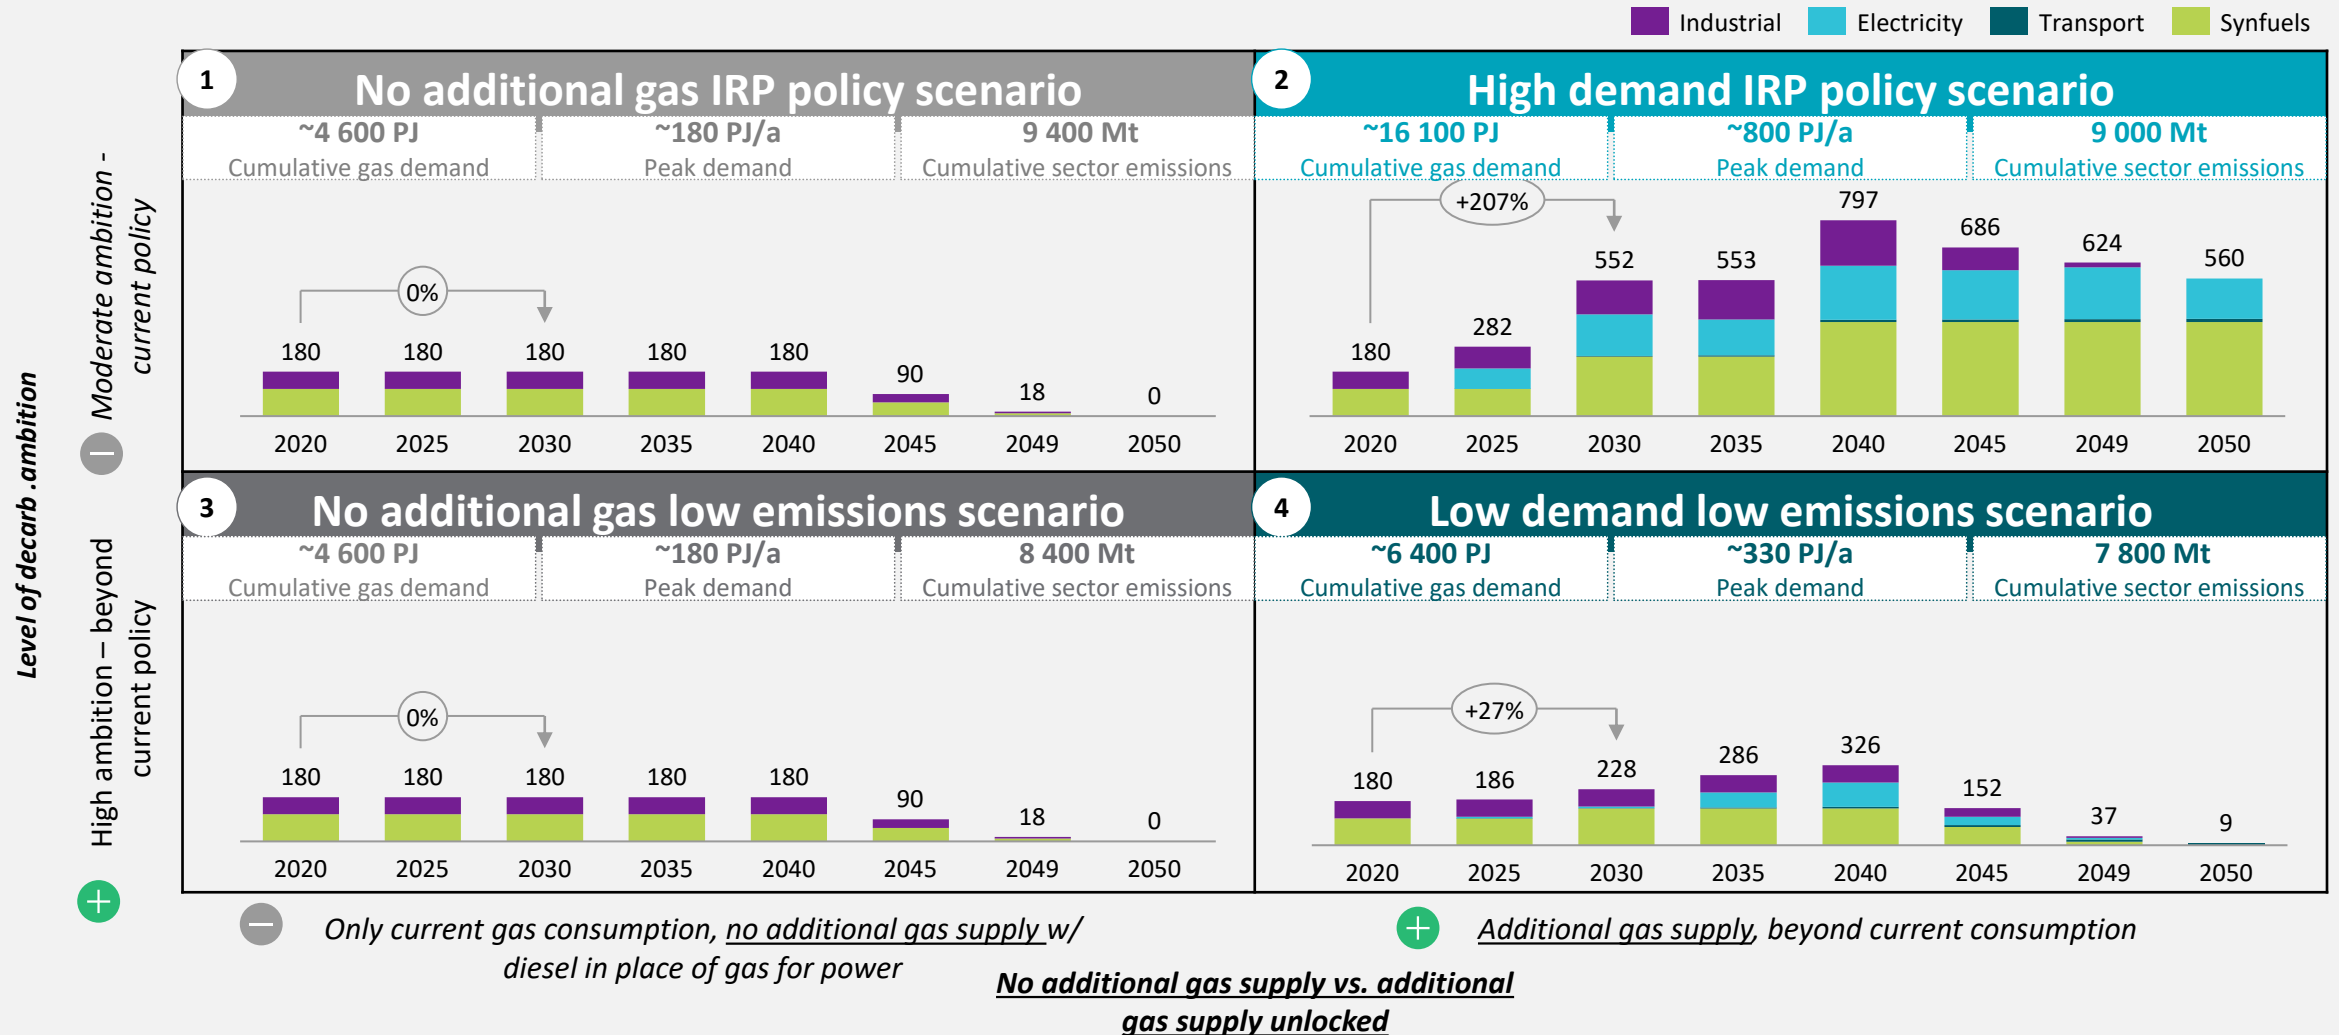 Industrial Electricity Transport Synfuels
1
No additional gas IRP policy scenario
~4 600 PJ
Cumulative gas demand
~180 PJ/a
Peak demand
9 400 Mt
Cumulative sector emissions
0%
180 180 180 180 180 90 18 0
2020 2025 2030 2035 2040 2045 2049 2050
2
High demand IRP policy scenario
~16 100 PJ
Cumulative gas demand
~800 PJ/a
Peak demand
9 000 Mt
Cumulative sector emissions
+207%
180 282 552 553 797 686 624 560
2020 2025 2030 2035 2040 2045 2049 2050
3
No additional gas low emissions scenario
~4 600 PJ
Cumulative gas demand
~180 PJ/a
Peak demand
8 400 Mt
Cumulative sector emissions
0%
180 180 180 180 180 90 18 0
2020 2025 2030 2035 2040 2045 2049 2050
4
Low demand low emissions scenario
~6 400 PJ
Cumulative gas demand
~330 PJ/a
Peak demand
7 800 Mt
Cumulative sector emissions
+27%
180 186 228 286 326 152 37 9
2020 2025 2030 2035 2040 2045 2049 2050
Level of decarb .ambition
Moderate ambition -
current policy
High ambition – beyond
current policy
Only current gas consumption, no additional gas supply w/
diesel in place of gas for power
Additional gas supply, beyond current consumption
No additional gas supply vs. additional
gas supply unlocked